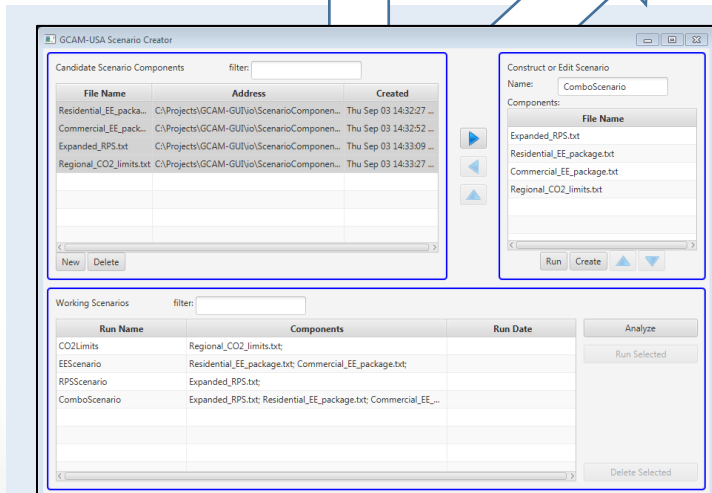 GCAM-USA Scenario Creator
Candidate Scenario Components filter:
File Name Address Created
Residential_EE_packa... C:\Projects\GCAM-GUI\io\ScenarioComponen... Thu Sep 03 14:32:27 ...
Commercial_EE_pack... C:\Projects\GCAM-GUI\io\ScenarioComponen... Thu Sep 03 14:32:52 ...
Expanded_RPS.txt C:\Projects\GCAM-GUI\io\ScenarioComponen... Thu Sep 03 14:33:09 ...
Regional_CO2_limits.txt C:\Projects\GCAM-GUI\io\ScenarioComponen... Thu Sep 03 14:33:27 ...
New Delete
Construct or Edit Scenario
Name: ComboScenario
Components:
File Name
Expanded_RPS.txt
Residential_EE_package.txt
Commercial_EE_package.txt
Regional_CO2_limits.txt
Run Create
Working Scenarios filter:
Run Name Components Run Date
CO2Limits Regional_CO2_limits.txt;
EEScenario Residential_EE_package.txt; Commercial_EE_package.txt;
RPSScenario Expanded_RPS.txt;
ComboScenario Expanded_RPS.txt; Residential_EE_package.txt; Commercial_EE_...
Analyze
Run Selected
Delete Selected